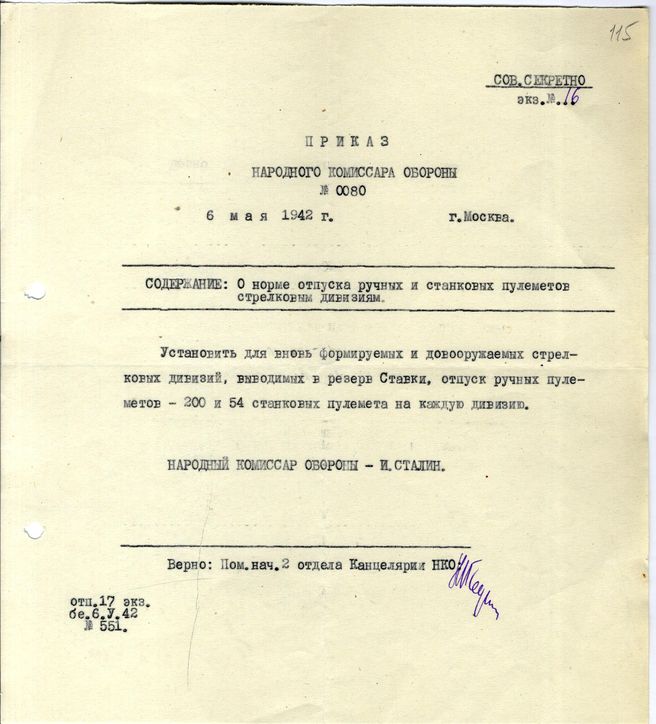 115
СОВ.СЕКРЕТНО
экз.№.16
ПРИКАЗ
НАРОДНОГО КОМИССАРА ОБОРОНЫ
№ 0080
6 мая 1942 г. г.Москва.
СОДЕРЖАНИЕ: О норме отпуска ручных и станковых пулеметов
стрелковым дивизиям.
Установить для вновь формируемых и довооружаемых стрел-
ковых дивизий, выводимых в резерв Ставки, отпуск ручных пуле-
метов - 200 и 54 станковых пулемета на каждую дивизию.
НАРОДНЫЙ КОМИССАР ОБОРОНЫ - И.СТАЛИН.
Верно: Пом.нач.2 отдела Канцелярии НКО:
отп.17 экз.
бе.6.У.42
№ 551.